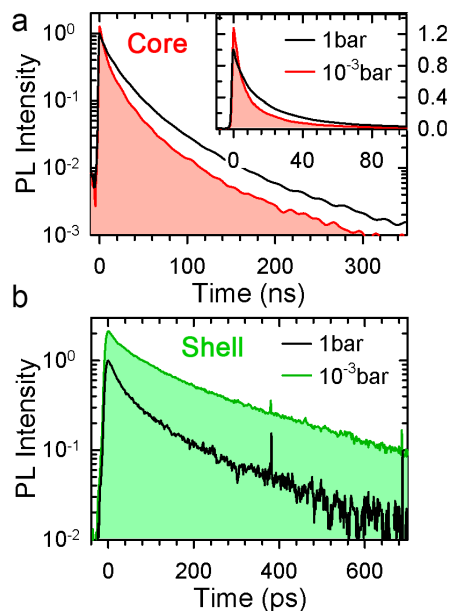 a
Core
1bar
10⁻³bar
1.2
0.8
0.4
0.0
0 40 80
10⁰
10⁻¹
10⁻²
10⁻³
PL Intensity
0 100 200 300
Time (ns)
b
Shell
1bar
10⁻³bar
10⁰
10⁻¹
10⁻²
PL Intensity
0 200 400 600
Time (ps)